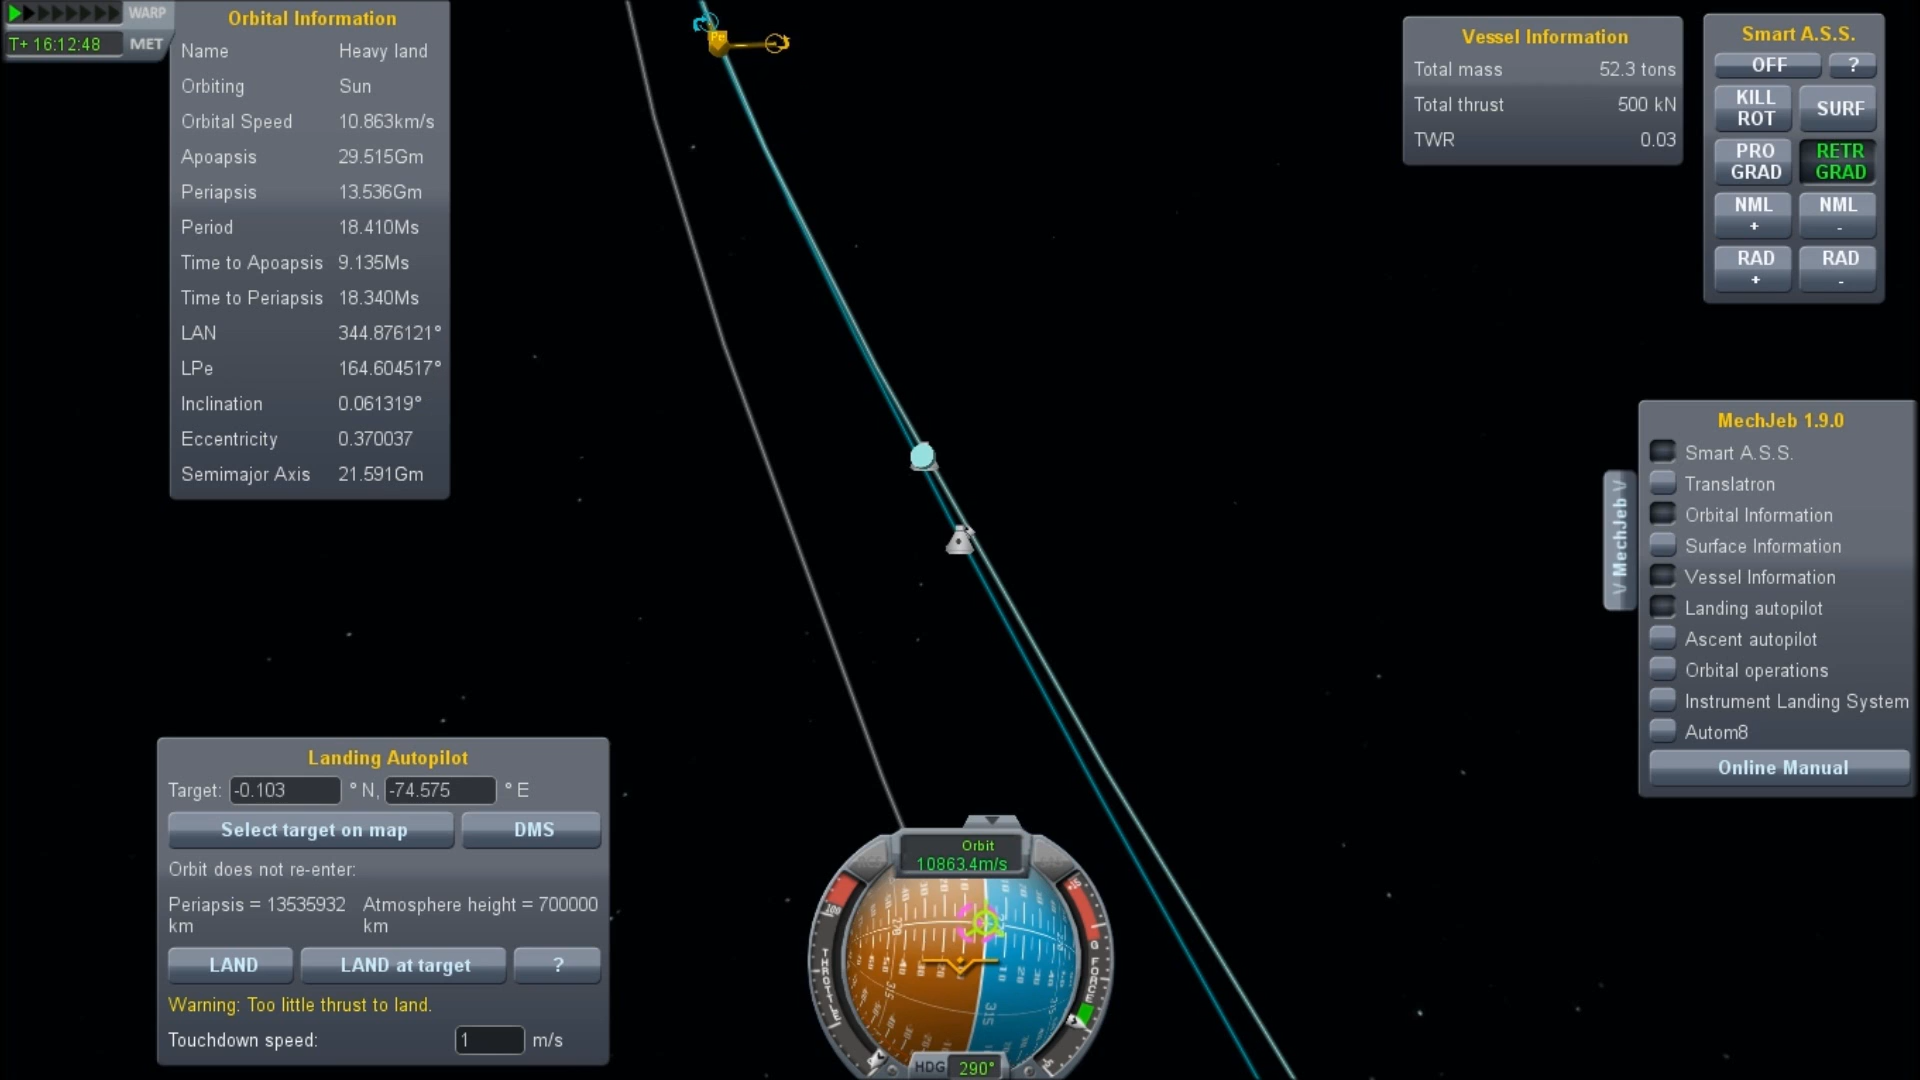 WARP
T+ 16:12:48 MET
Orbital Information
Name Heavy land
Orbiting Sun
Orbital Speed 10.863km/s
Apoapsis 29.515Gm
Periapsis 13.536Gm
Period 18.410Ms
Time to Apoapsis 9.135Ms
Time to Periapsis 18.340Ms
LAN 344.876121°
LPe 164.604517°
Inclination 0.061319°
Eccentricity 0.370037
Semimajor Axis 21.591Gm
Pe
Vessel Information
Total mass 52.3 tons
Total thrust 500 kN
TWR 0.03
Smart A.S.S.
OFF ?
KILL ROT SURF
PRO GRAD RETR GRAD
NML + NML -
RAD + RAD -
V MechJeb V
MechJeb 1.9.0
Smart A.S.S.
Translatron
Orbital Information
Surface Information
Vessel Information
Landing autopilot
Ascent autopilot
Orbital operations
Instrument Landing System
Autom8
Online Manual
Landing Autopilot
Target: -0.103 ° N, -74.575 ° E
Select target on map DMS
Orbit does not re-enter:
Periapsis = 13535932 km Atmosphere height = 700000 km
LAND LAND at target ?
Warning: Too little thrust to land.
Touchdown speed: 1 m/s
Orbit
10863.4m/s
THROTTLE
G FORCE
HDG 290°